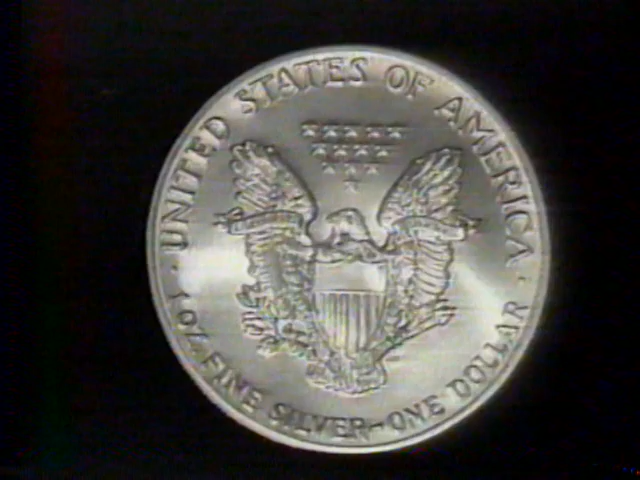 UNITED STATES OF AMERICA
1 OZ. FINE SILVER–ONE DOLLAR